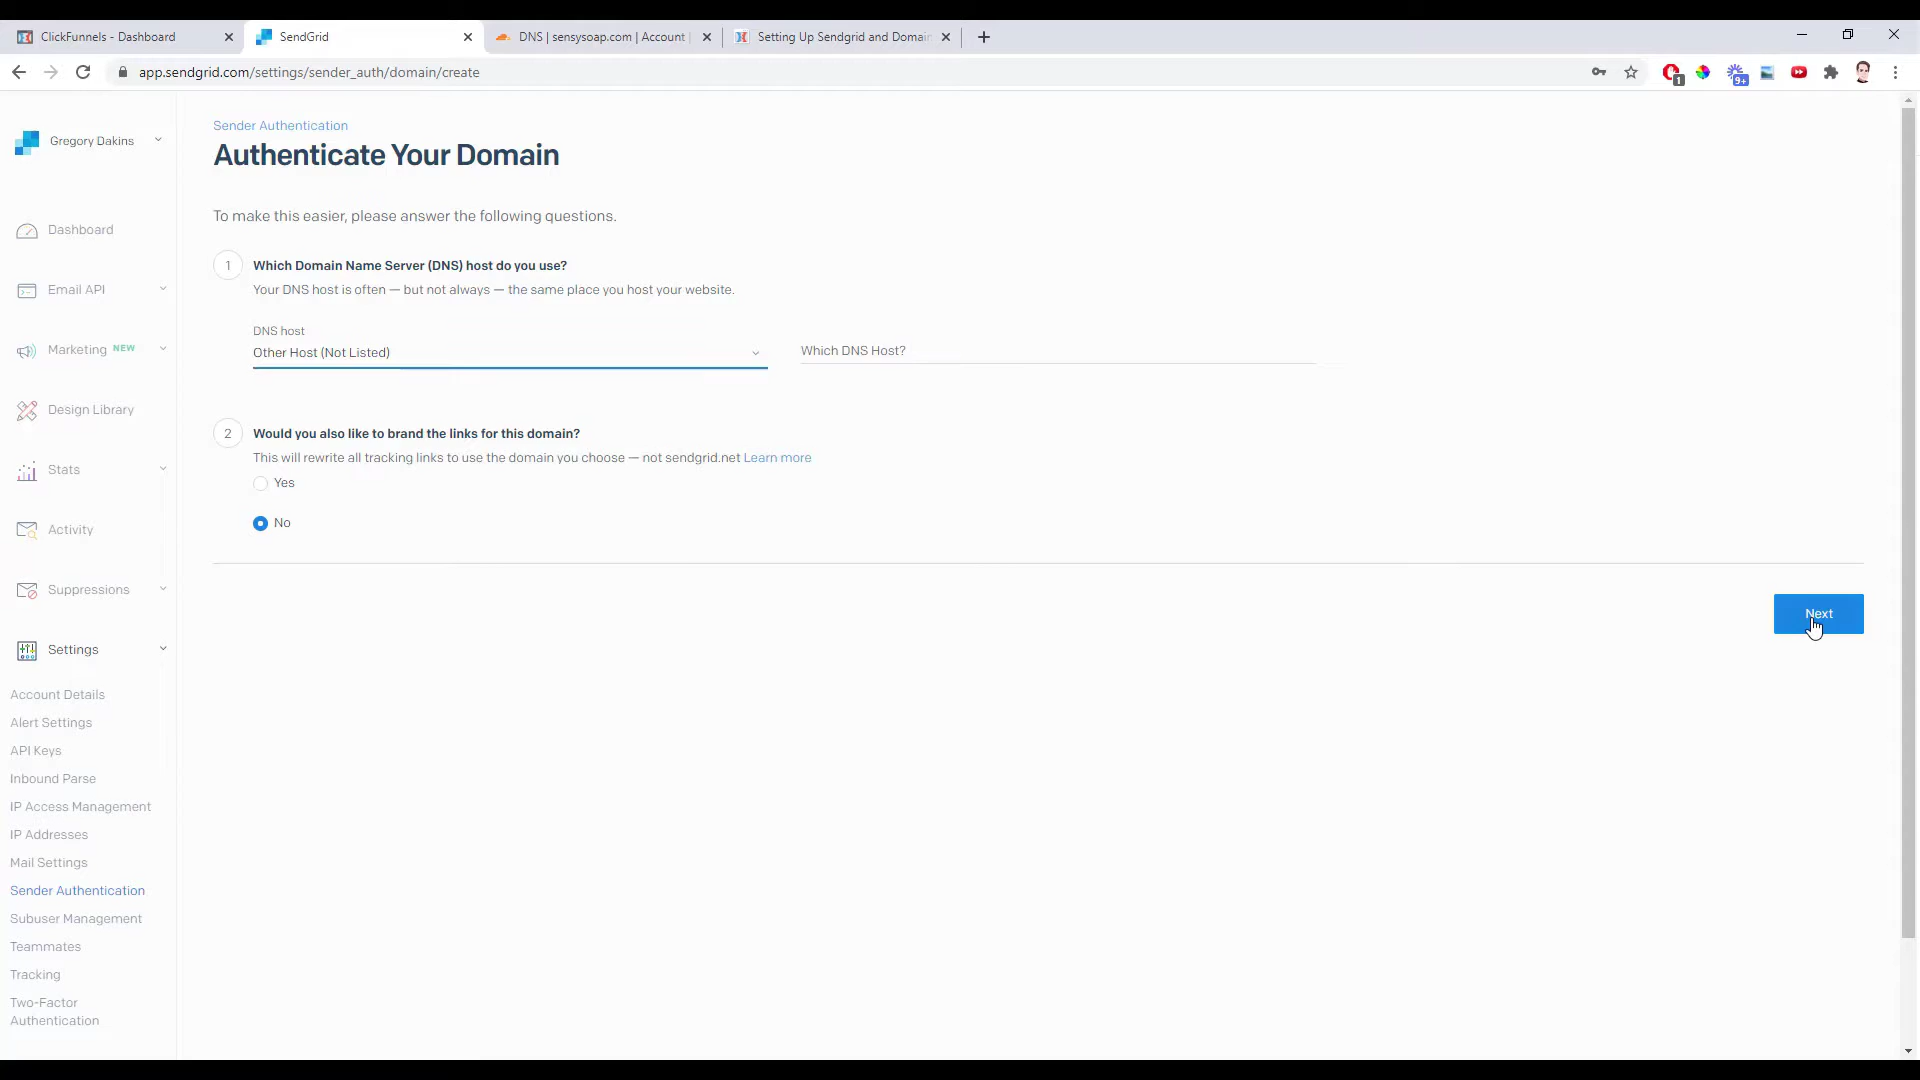 ClickFunnels - Dashboard
SendGrid
DNS | sensysoap.com | Account
Setting Up Sendgrid and Domai
app.sendgrid.com/settings/sender_auth/domain/create
1
9+
Gregory Dakins
Dashboard
Email API
Marketing NEW
Design Library
Stats
Activity
Suppressions
Settings
Account Details
Alert Settings
API Keys
Inbound Parse
IP Access Management
IP Addresses
Mail Settings
Sender Authentication
Subuser Management
Teammates
Tracking
Two-Factor
Authentication
Sender Authentication
Authenticate Your Domain
To make this easier, please answer the following questions.
1 Which Domain Name Server (DNS) host do you use?
Your DNS host is often — but not always — the same place you host your website.
DNS host
Other Host (Not Listed)
Which DNS Host?
2 Would you also like to brand the links for this domain?
This will rewrite all tracking links to use the domain you choose — not sendgrid.net Learn more
Yes
No
Next